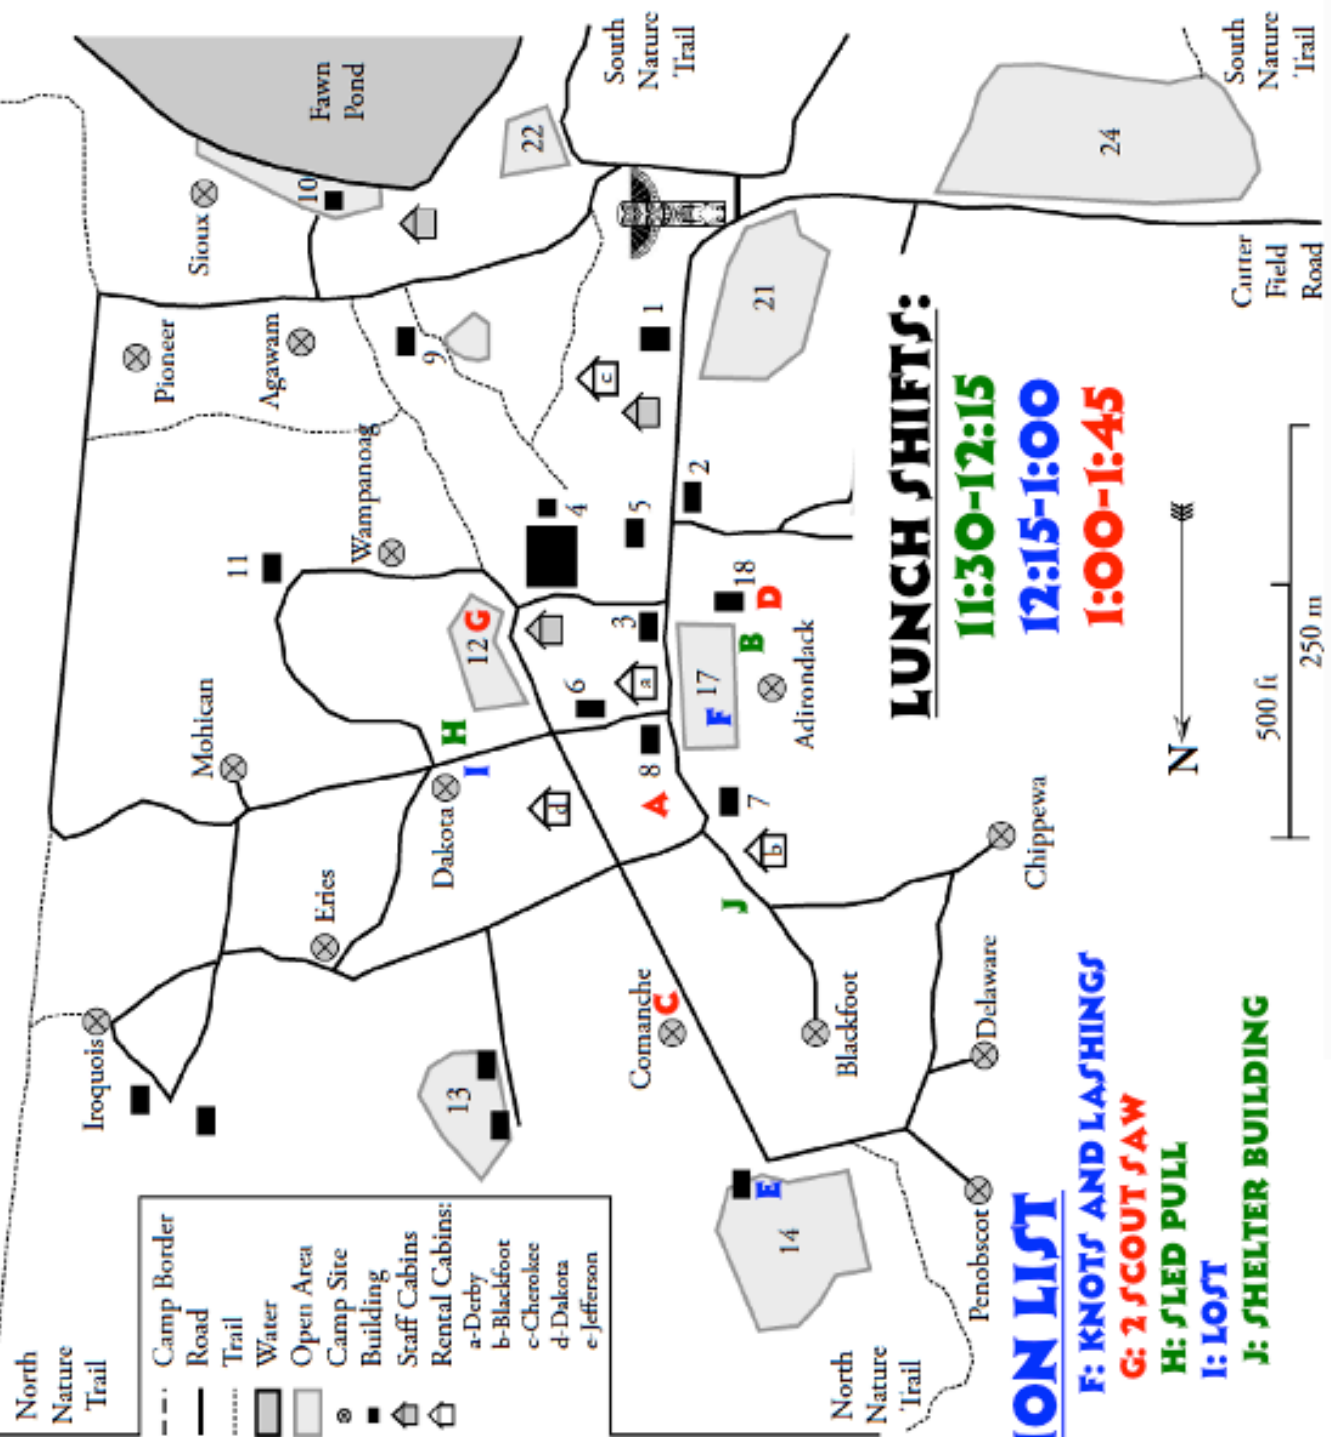 North
Nature
Trail
Camp Border
Road
Trail
Water
Open Area
Camp Site
Building
Staff Cabins
Rental Cabins:
a-Derby
b-Blackfoot
c-Cherokee
d-Dakota
e-Jefferson
Iroquois
Eries
Mohican
Dakota
Wampanoag
Pioneer
Agawam
Sioux
Fawn
Pond
South
Nature
Trail
10
9
11
12
G
H
I
d
13
22
4
5
6
3
a
8
A
c
1
2
18
D
B
17
F
Adirondack
7
b
J
Comanche
C
Blackfoot
Chippewa
Delaware
Penobscot
14
E
21
24
North
Nature
Trail
South
Nature
Trail
Cutter
Field
Road
LUNCH SHIFTS:
11:30-12:15
12:15-1:00
1:00-1:45
N
500 ft
250 m
ION LIST
F: KNOTS AND LASHINGS
G: 2 SCOUT SAW
H: SLED PULL
I: LOST
J: SHELTER BUILDING